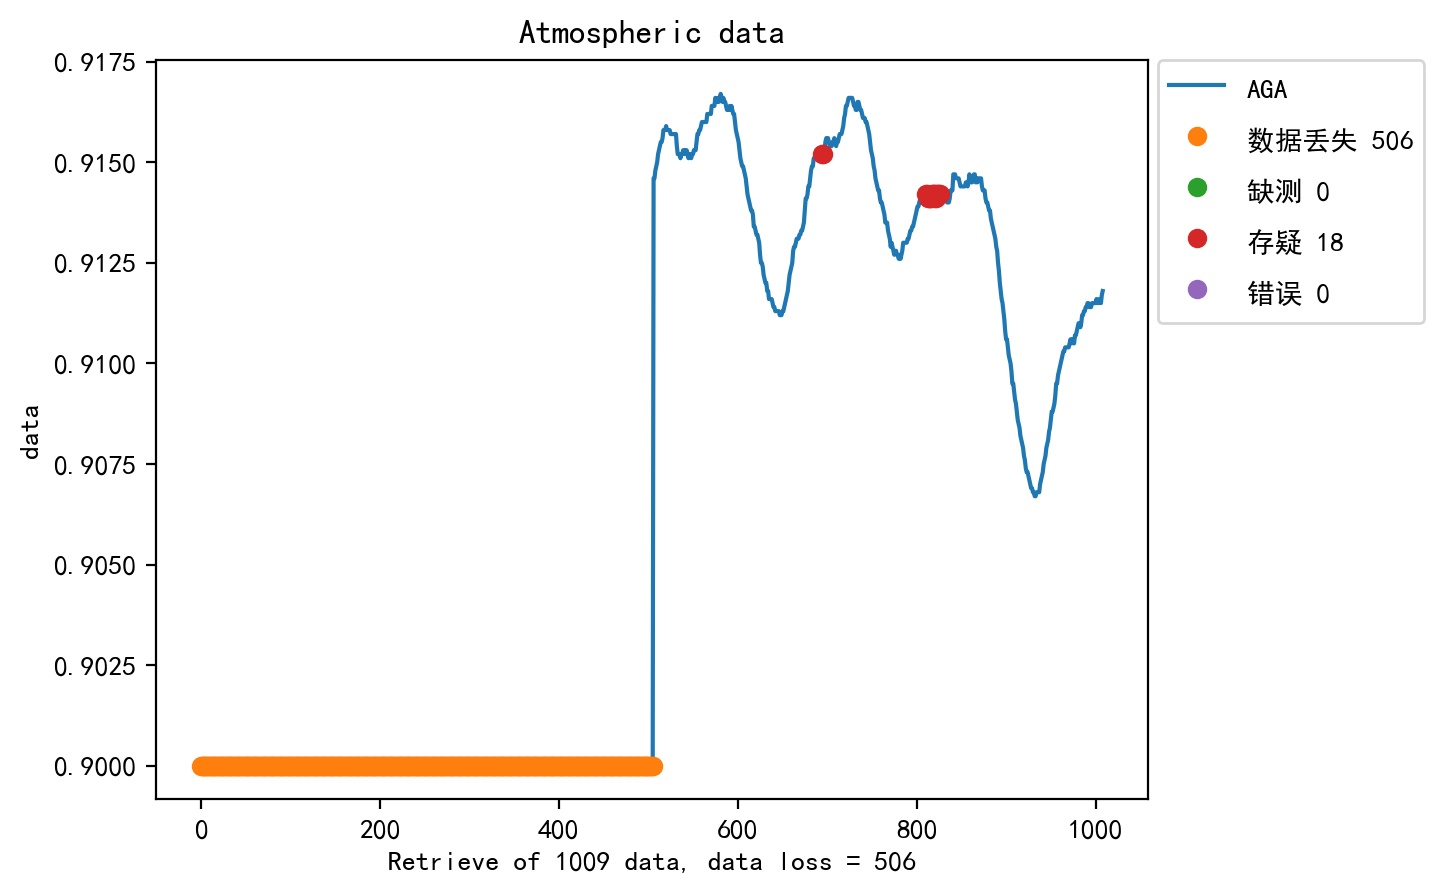 Atmospheric data
0.9175
0.9150
0.9125
0.9100
0.9075
0.9050
0.9025
0.9000
data
0
200
400
600
800
1000
Retrieve of 1009 data, data loss = 506
AGA
数据丢失 506
缺测 0
存疑 18
错误 0